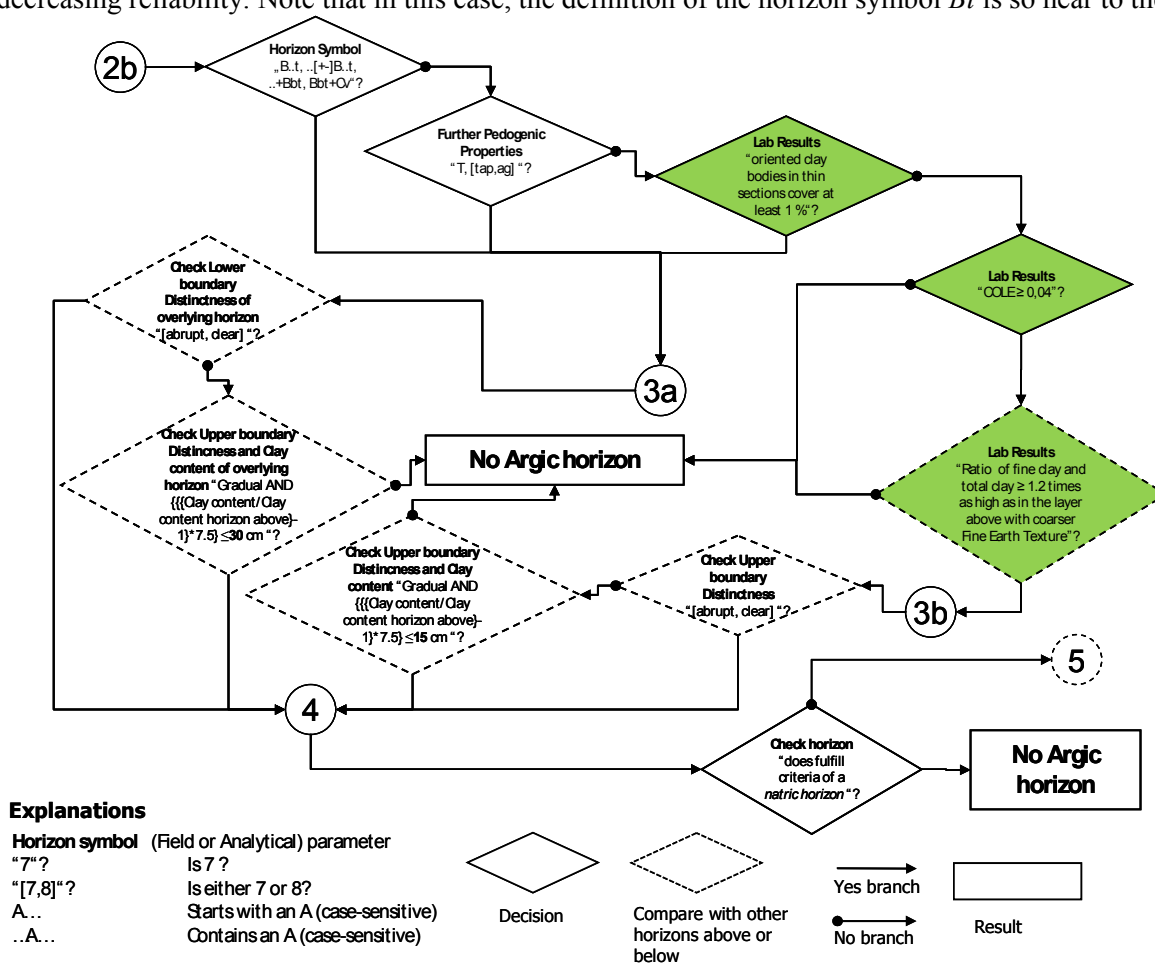 decreasing reliability. Note that in this case, the definition of the horizon symbol Bt is so near to the
2b
Horizon Symbol
„B..t, ..[+-]B..t,
..+Bbt, Bbt+Cv“?
Further Pedogenic
Properties
“T, [tap,ag] “?
Lab Results
“oriented clay
bodies in thin
sections cover at
least 1 %“?
Lab Results
“COLE≥ 0,04”?
Check Lower
boundary
Distinctness of
overlying horizon
“[abrupt, clear] “?
3a
Check Upper boundary
Distincness and Clay
content of overlying
horizon “Gradual AND
{{{Clay content/Clay
content horizon above}–
1}*7.5} ≤30 cm “?
No Argic horizon
Lab Results
“Ratio of fine clay and
total clay ≥ 1.2 times
as high as in the layer
above with coarser
Fine Earth Texture”?
Check Upper boundary
Distincness and Clay
content “Gradual AND
{{{Clay content/Clay
content horizon above}–
1}*7.5} ≤15 cm “?
Check Upper
boundary
Distinctness
“[abrupt, clear] “?
3b
5
4
Check horizon
“does fulfill
criteria of a
natric horizon “?
No Argic
horizon
Explanations
Horizon symbol (Field or Analytical) parameter
“7“? Is 7 ?
“[7,8]“? Is either 7 or 8?
A... Starts with an A (case-sensitive)
..A... Contains an A (case-sensitive)
Decision
Compare with other
horizons above or
below
Yes branch
No branch
Result